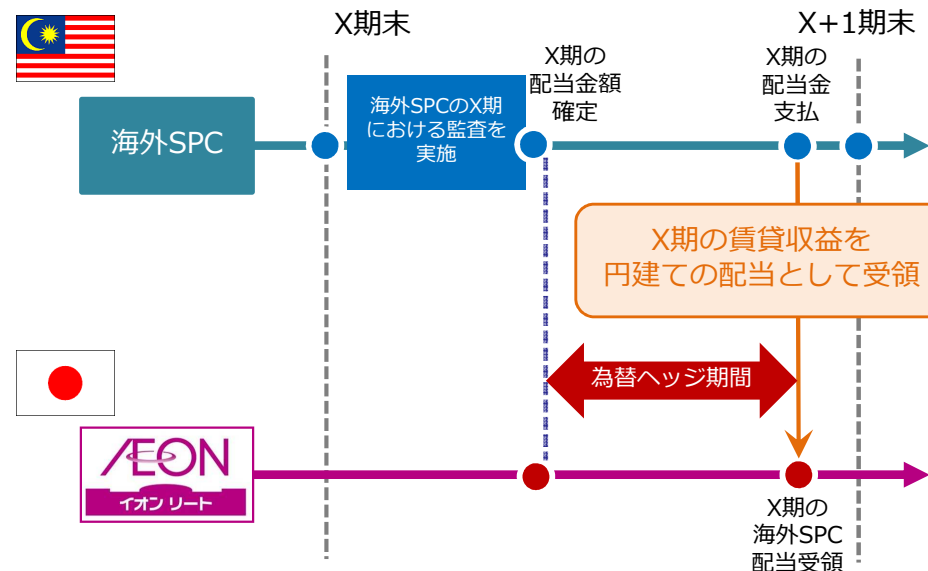 X期末
X+1期末
X期の
配当金額
確定
X期の
配当金
支払
海外SPC
海外SPCのX期
における監査を
実施
X期の賃貸収益を
円建ての配当として受領
為替ヘッジ期間
ÆON
イオン リート
X期の
海外SPC
配当受領